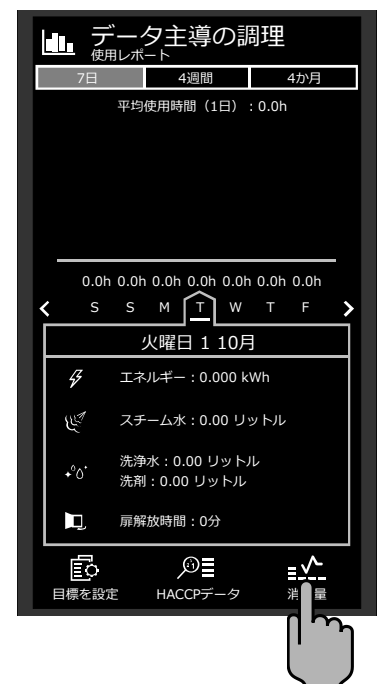 データ主導の調理
使用レポート
7日 4週間 4か月
平均使用時間（1日）：0.0h
0.0h 0.0h 0.0h 0.0h 0.0h 0.0h 0.0h
S S M T W T F
火曜日 1 10月
エネルギー：0.000 kWh
スチーム水：0.00 リットル
洗浄水：0.00 リットル
洗剤：0.00 リットル
扉解放時間：0分
目標を設定 HACCPデータ